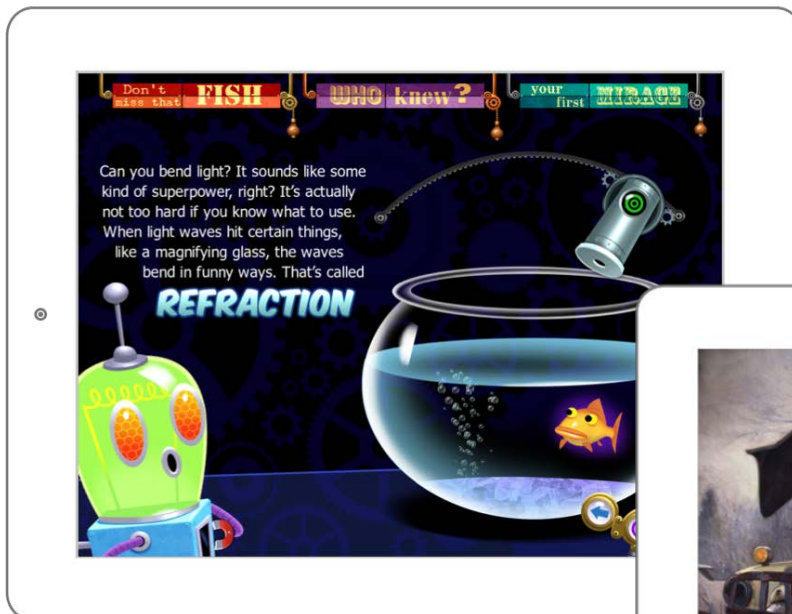 Don't
miss that FISH
WHO knew?
your
first MIRAGE
Can you bend light? It sounds like some
kind of superpower, right? It's actually
not too hard if you know what to use.
When light waves hit certain things,
like a magnifying glass, the waves
bend in funny ways. That's called
REFRACTION